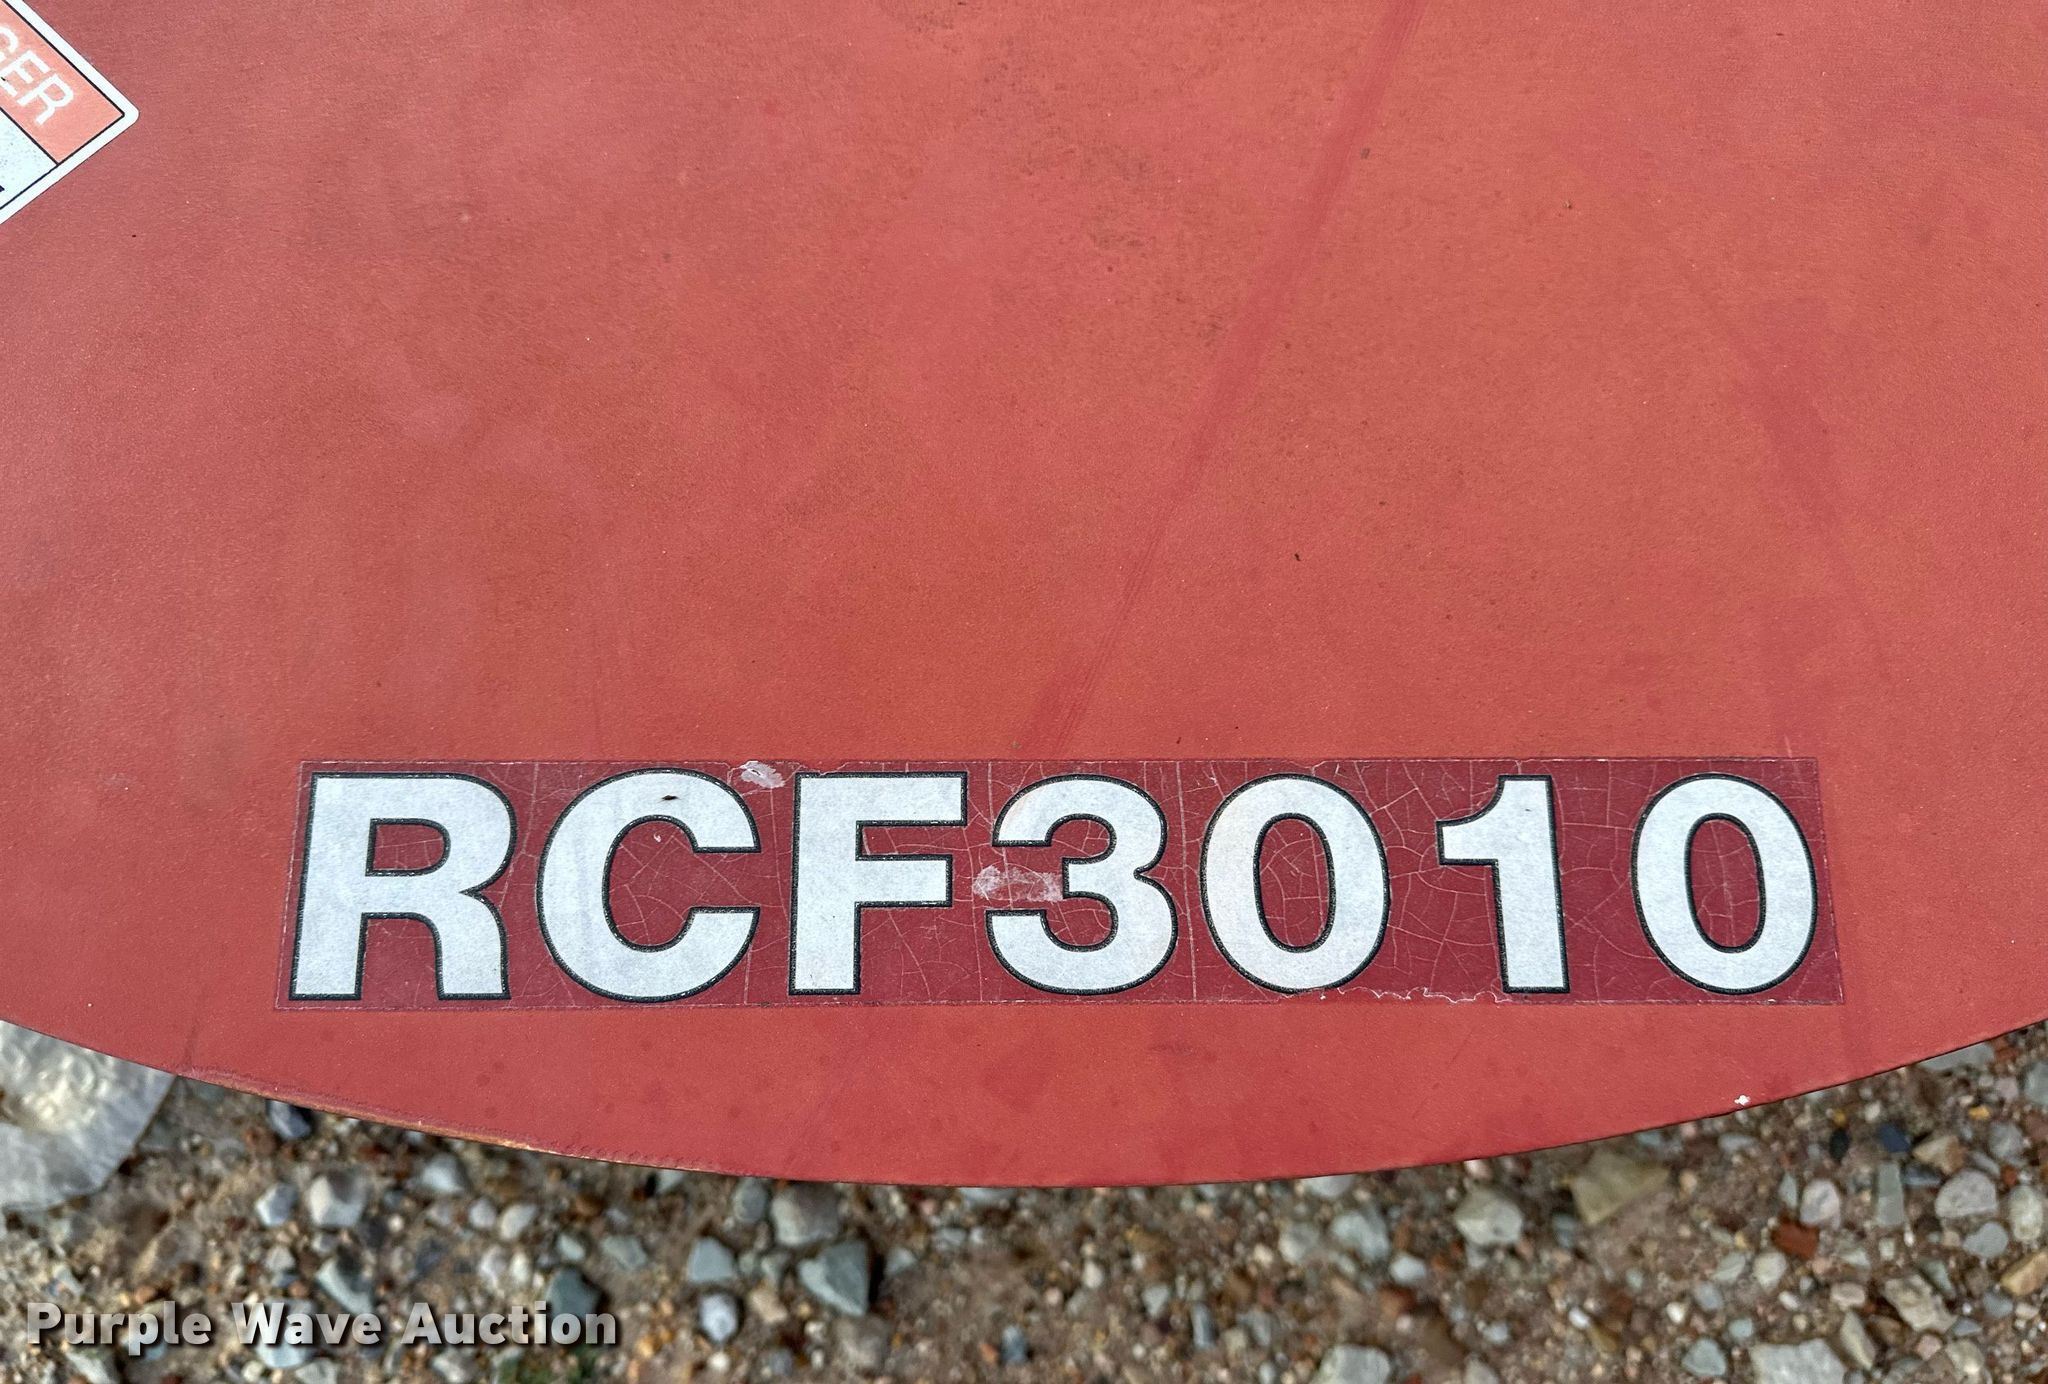 GER
RCF3010
Purple Wave Auction